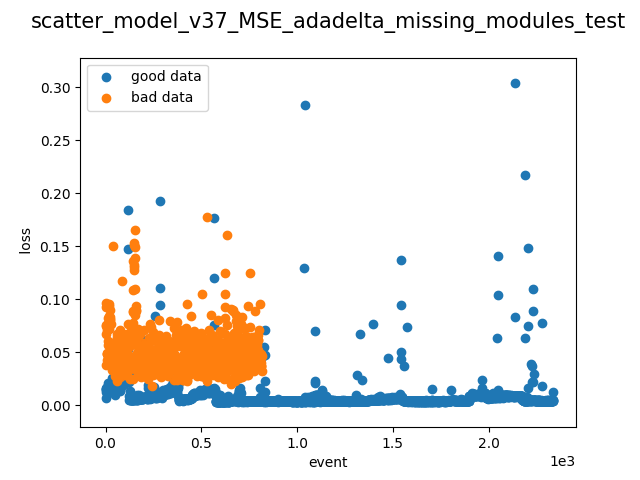 scatter_model_v37_MSE_adadelta_missing_modules_test
good data
bad data
0.30
0.25
0.20
0.15
0.10
0.05
0.00
loss
0.0 0.5 1.0 1.5 2.0
1e3
event